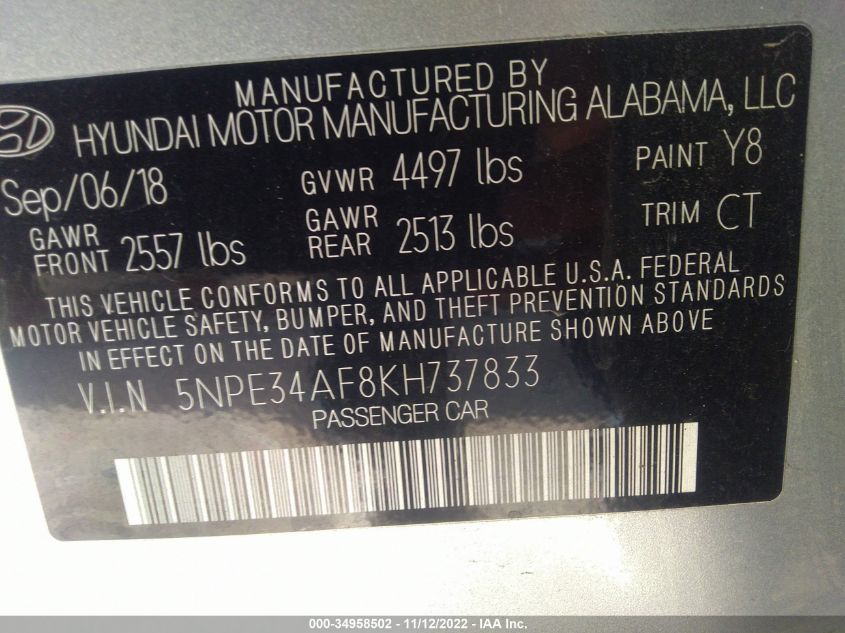 MANUFACTURED BY
HYUNDAI MOTOR MANUFACTURING ALABAMA, LLC
Sep/06/18 GVWR 4497 lbs PAINT Y8
GAWR FRONT 2557 lbs GAWR REAR 2513 lbs TRIM CT
THIS VEHICLE CONFORMS TO ALL APPLICABLE U.S.A. FEDERAL
MOTOR VEHICLE SAFETY, BUMPER, AND THEFT PREVENTION STANDARDS
IN EFFECT ON THE DATE OF MANUFACTURE SHOWN ABOVE
V.I.N 5NPE34AF8KH737833
PASSENGER CAR
000-34958502 - 11/12/2022 - IAA Inc.